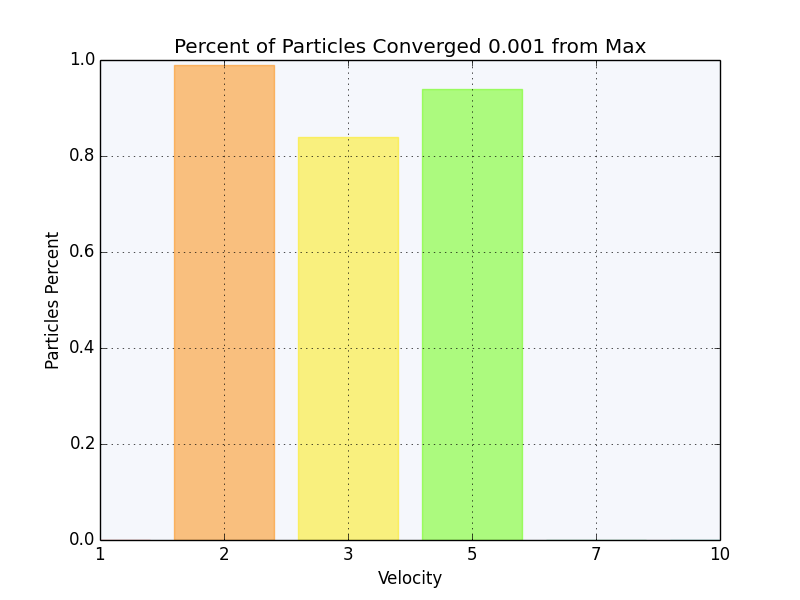 Percent of Particles Converged 0.001 from Max
1.0
0.8
0.6
0.4
0.2
0.0
Particles Percent
1 2 3 5 7 10
Velocity